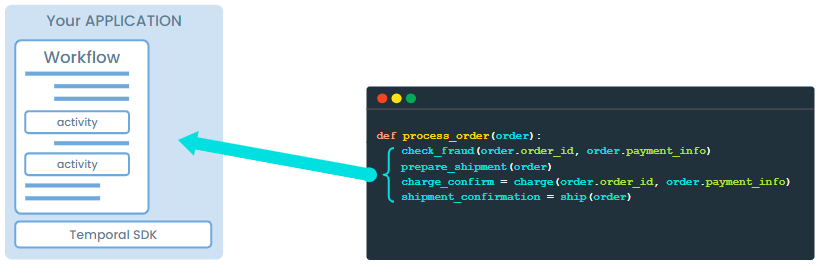 Your APPLICATION
Workflow
activity
activity
Temporal SDK
def process_order(order):
check_fraud(order.order_id, order.payment_info)
prepare_shipment(order)
charge_confirm = charge(order.order_id, order.payment_info)
shipment_confirmation = ship(order)